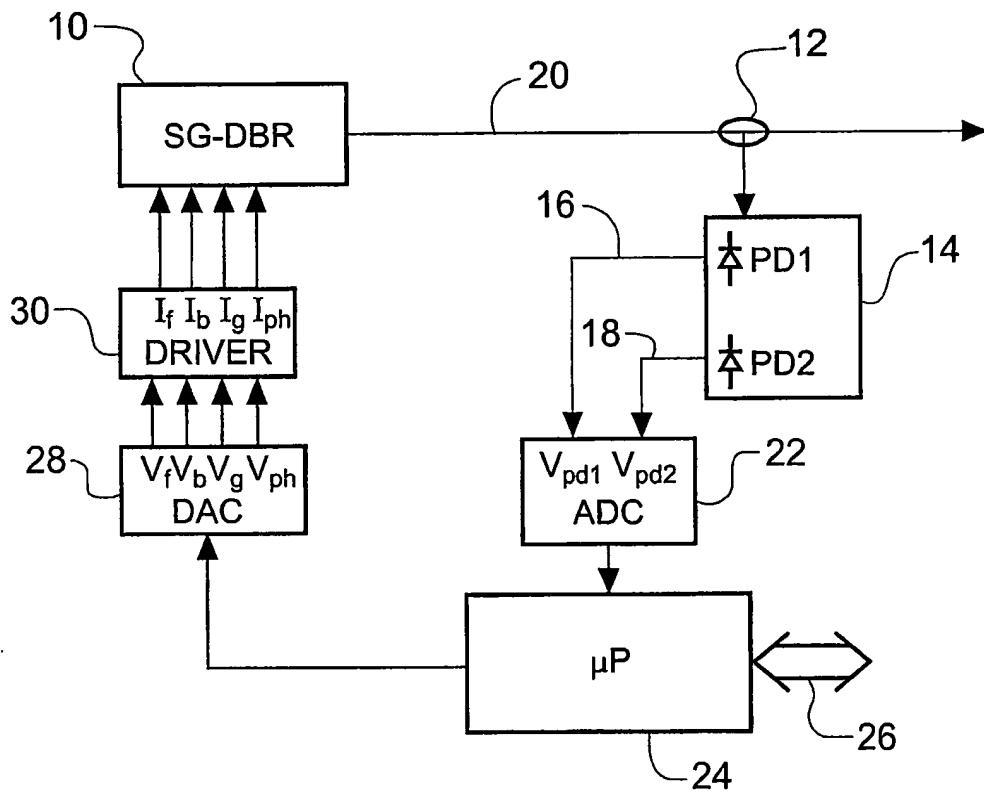 10
12
20
SG-DBR
16
PD1
14
30
I_f I_b I_g I_ph
DRIVER
18
PD2
28
V_f V_b V_g V_ph
DAC
V_pd1 V_pd2
22
ADC
μP
26
24